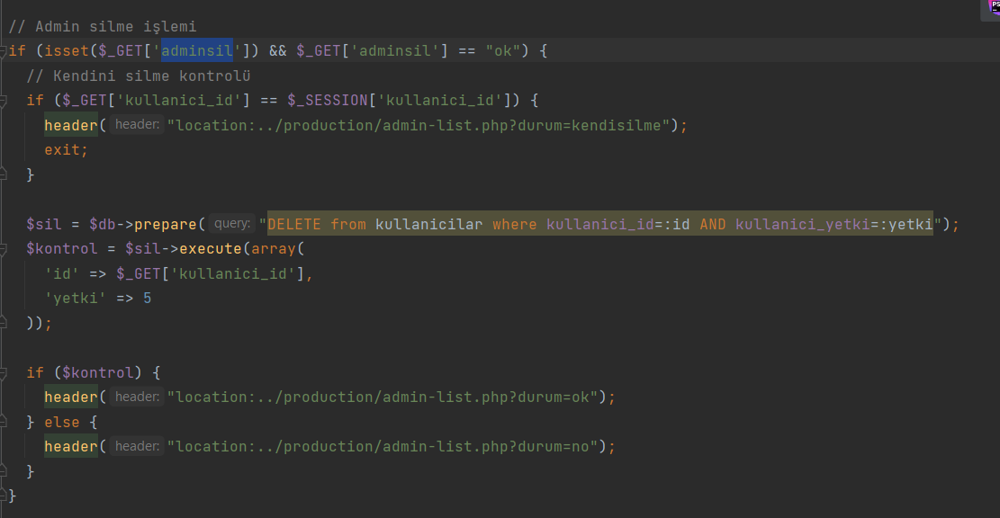 // Admin silme işlemi
if (isset($_GET['adminsil']) && $_GET['adminsil'] == "ok") {
// Kendini silme kontrolü
if ($_GET['kullanici_id'] == $_SESSION['kullanici_id']) {
header( header: "location:../production/admin-list.php?durum=kendisilme");
exit;
}
$sil = $db->prepare( query: "DELETE from kullanicilar where kullanici_id=:id AND kullanici_yetki=:yetki");
$kontrol = $sil->execute(array(
'id' => $_GET['kullanici_id'],
'yetki' => 5
));
if ($kontrol) {
header( header: "location:../production/admin-list.php?durum=ok");
} else {
header( header: "location:../production/admin-list.php?durum=no");
}
}
PS